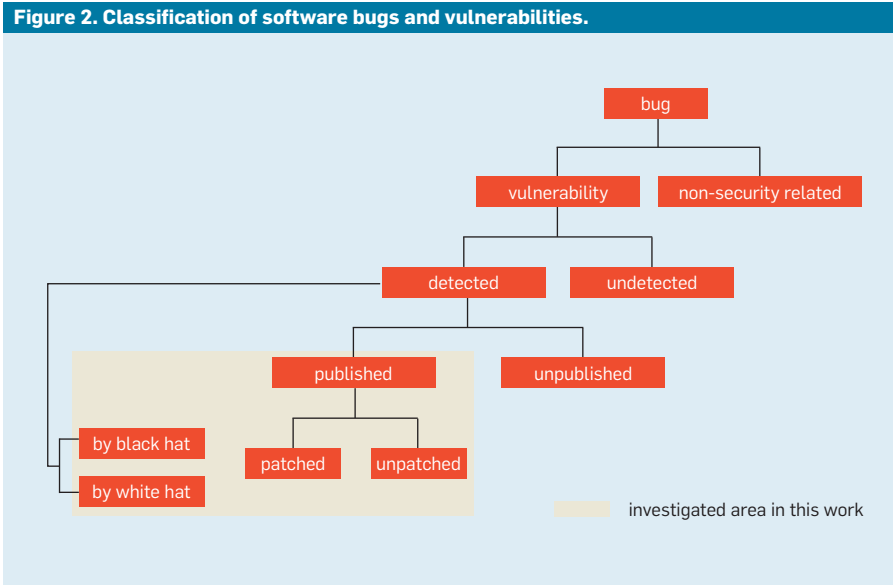 Figure 2. Classification of software bugs and vulnerabilities.
bug
vulnerability
non-security related
detected
undetected
published
unpublished
by black hat
patched
unpatched
by white hat
investigated area in this work